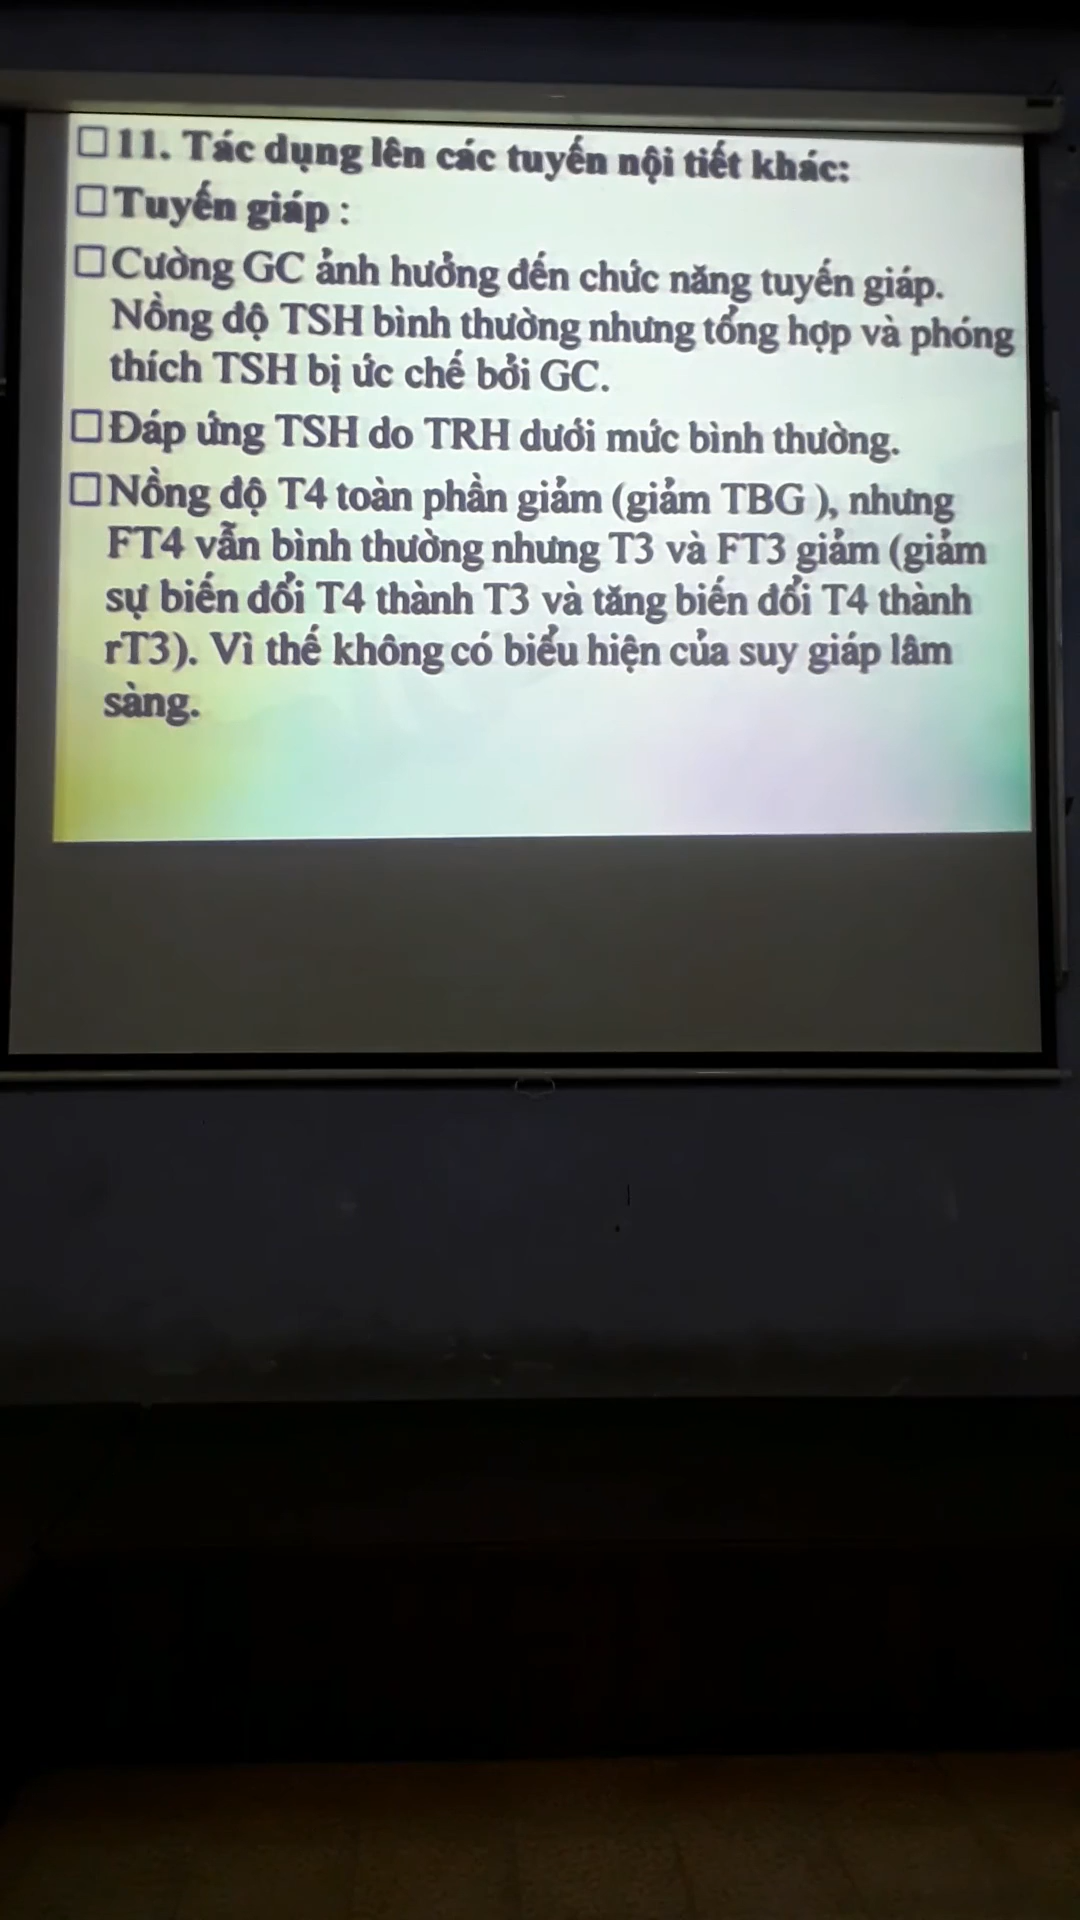 11. Tác dụng lên các tuyến nội tiết khác:
Tuyến giáp :
Cường GC ảnh hưởng đến chức năng tuyến giáp.
Nồng độ TSH bình thường nhưng tổng hợp và phóng
thích TSH bị ức chế bởi GC.
Đáp ứng TSH do TRH dưới mức bình thường.
Nồng độ T4 toàn phần giảm (giảm TBG ), nhưng
FT4 vẫn bình thường nhưng T3 và FT3 giảm (giảm
sự biến đổi T4 thành T3 và tăng biến đổi T4 thành
rT3). Vì thế không có biểu hiện của suy giáp lâm
sàng.